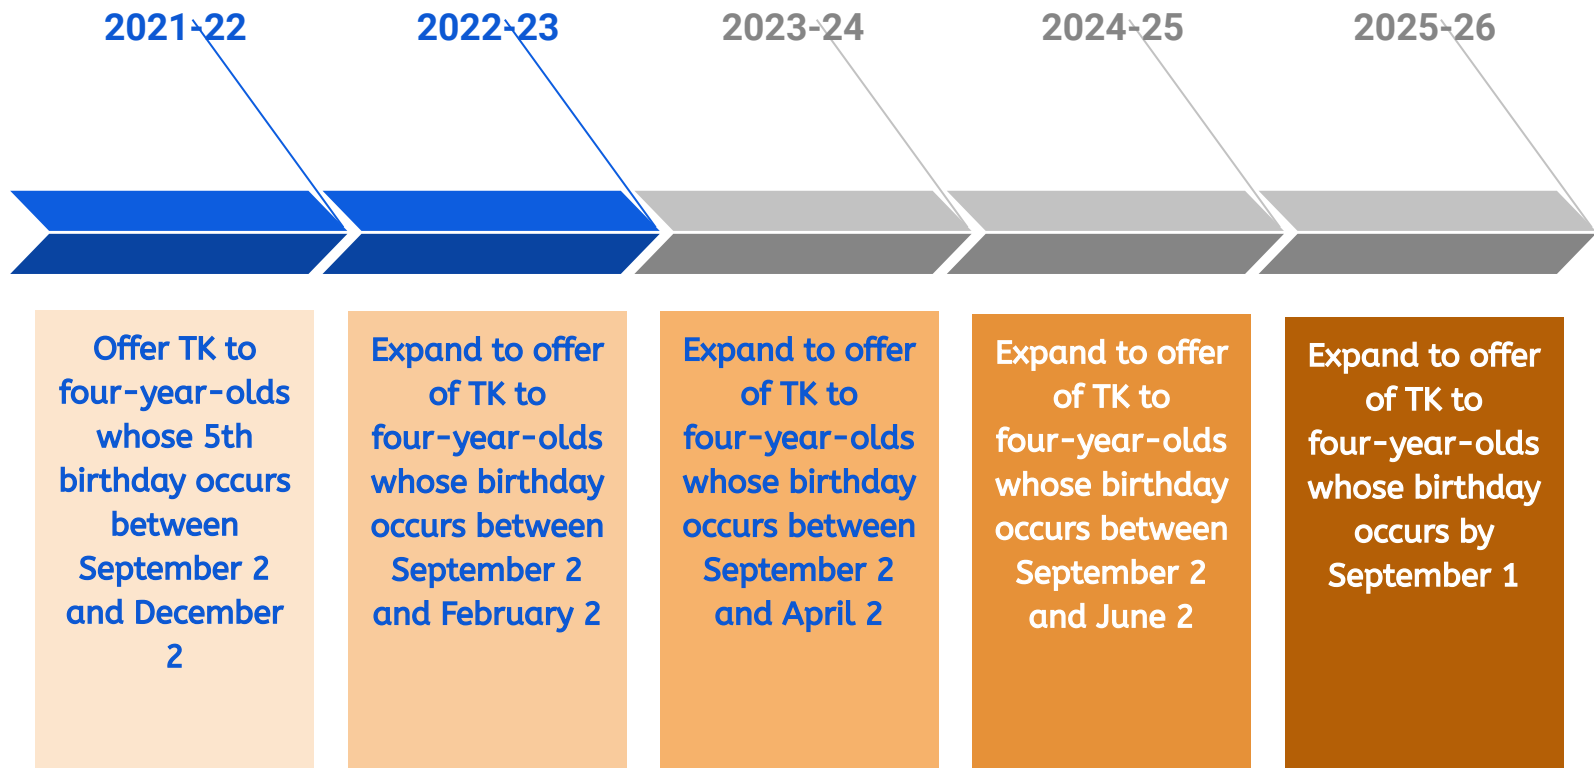 2021-22
2022-23
2023-24
2024-25
2025-26
Offer TK to
four-year-olds
whose 5th
birthday occurs
between
September 2
and December
2
Expand to offer
of TK to
four-year-olds
whose birthday
occurs between
September 2
and February 2
Expand to offer
of TK to
four-year-olds
whose birthday
occurs between
September 2
and April 2
Expand to offer
of TK to
four-year-olds
whose birthday
occurs between
September 2
and June 2
Expand to offer
of TK to
four-year-olds
whose birthday
occurs by
September 1